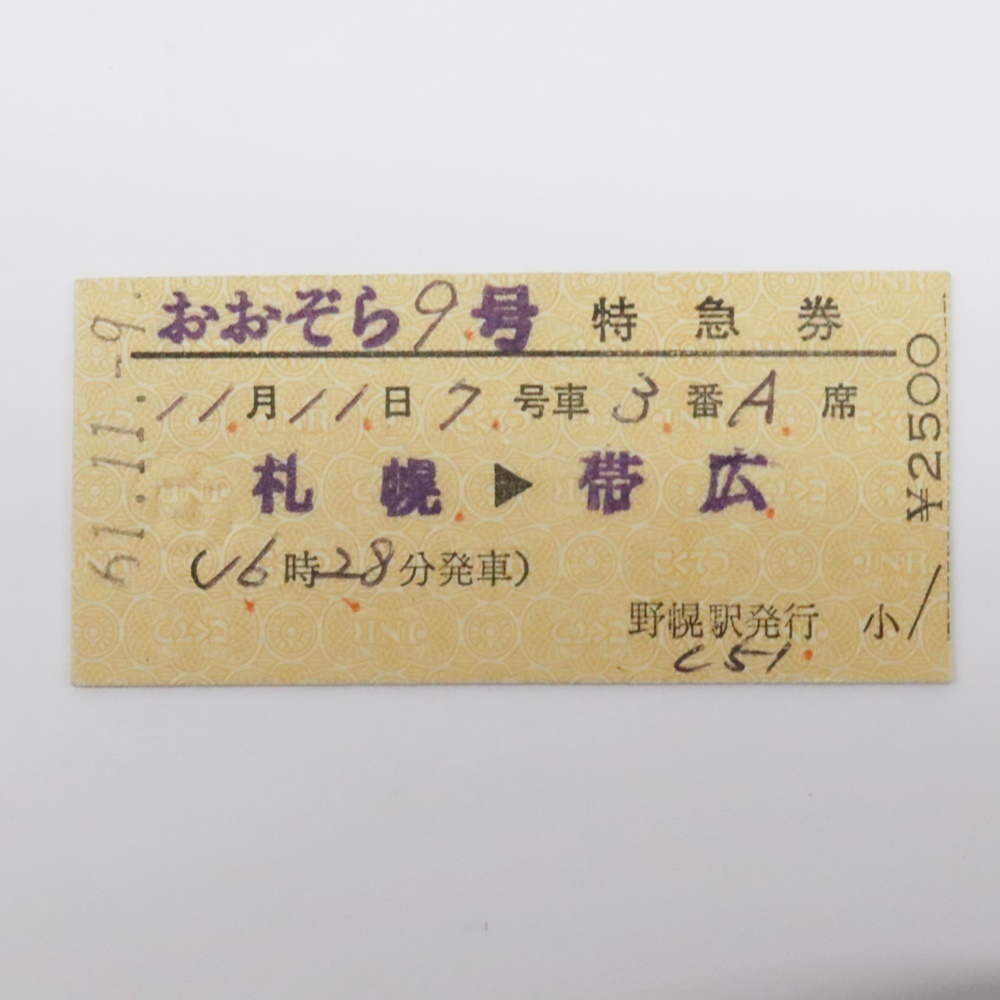 おおぞら9号 特急券
11月11日7号車3番A席
札幌▶帯広
(16時28分発車)
野幌駅発行 小
C51
¥2500
61.11.-9